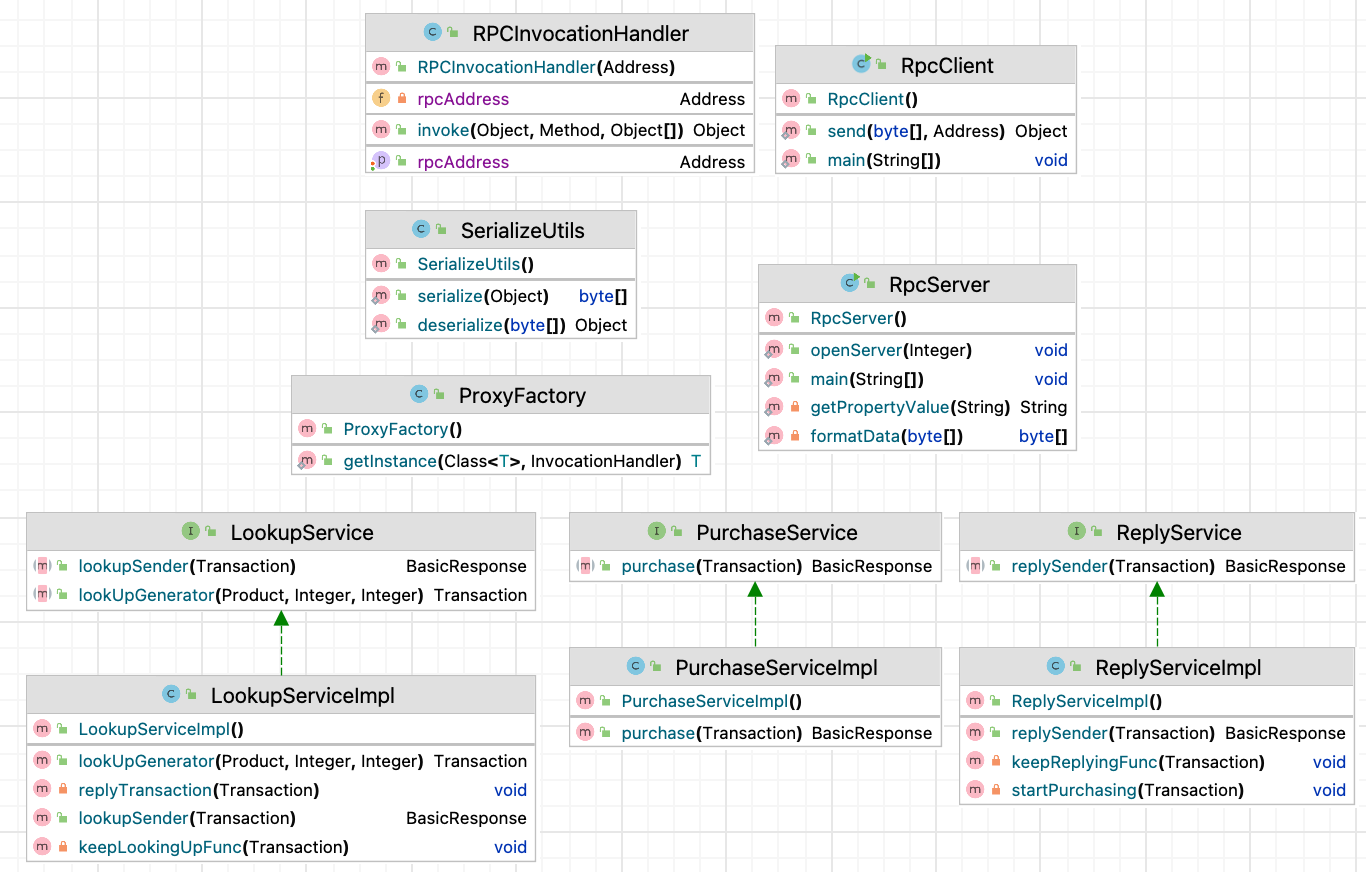 RPCInvocationHandler
RPCInvocationHandler(Address)
rpcAddress Address
invoke(Object, Method, Object[]) Object
rpcAddress Address
RpcClient
RpcClient()
send(byte[], Address) Object
main(String[]) void
SerializeUtils
SerializeUtils()
serialize(Object) byte[]
deserialize(byte[]) Object
RpcServer
RpcServer()
openServer(Integer) void
main(String[]) void
getPropertyValue(String) String
formatData(byte[]) byte[]
ProxyFactory
ProxyFactory()
getInstance(Class<T>, InvocationHandler) T
LookupService
lookupSender(Transaction) BasicResponse
lookUpGenerator(Product, Integer, Integer) Transaction
PurchaseService
purchase(Transaction) BasicResponse
ReplyService
replySender(Transaction) BasicResponse
LookupServiceImpl
LookupServiceImpl()
lookUpGenerator(Product, Integer, Integer) Transaction
replyTransaction(Transaction) void
lookupSender(Transaction) BasicResponse
keepLookingUpFunc(Transaction) void
PurchaseServiceImpl
PurchaseServiceImpl()
purchase(Transaction) BasicResponse
ReplyServiceImpl
ReplyServiceImpl()
replySender(Transaction) BasicResponse
keepReplyingFunc(Transaction) void
startPurchasing(Transaction) void